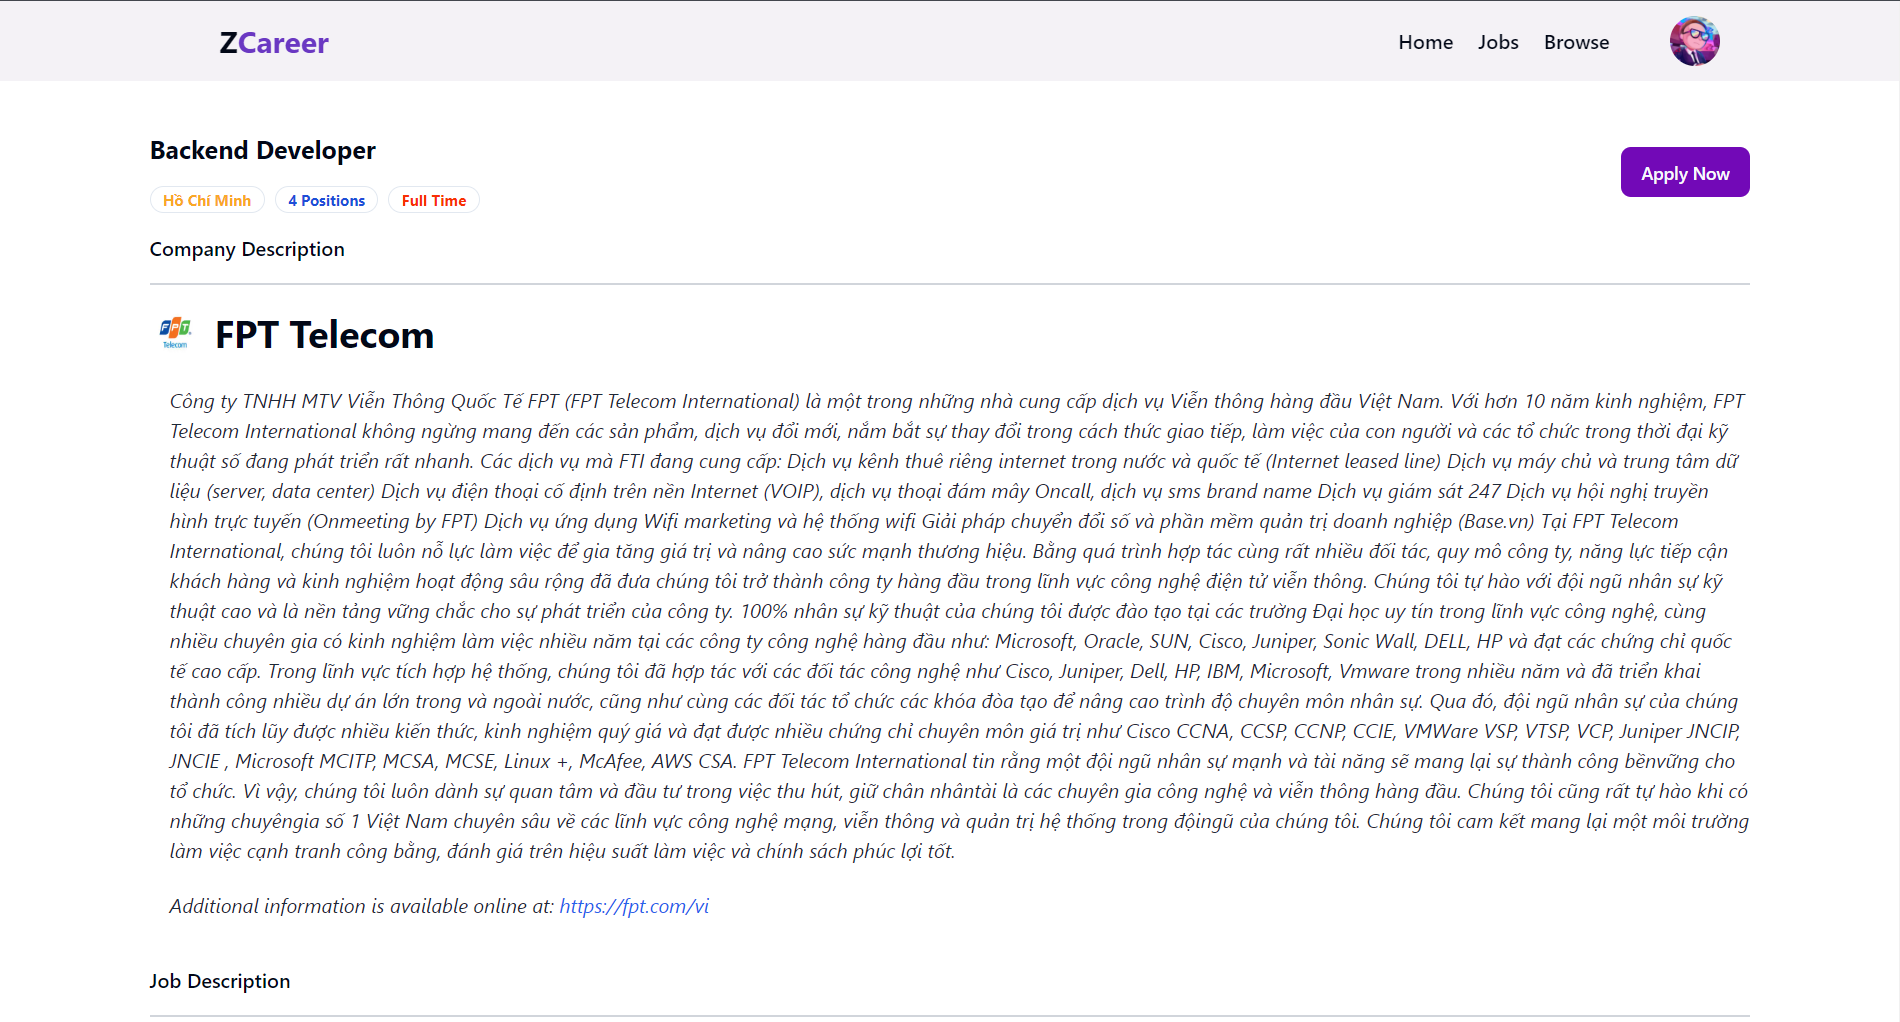 ZCareer
Home Jobs Browse
Backend Developer
Apply Now
Hồ Chí Minh 4 Positions Full Time
Company Description
FPT Telecom
FPT Telecom
Công ty TNHH MTV Viễn Thông Quốc Tế FPT (FPT Telecom International) là một trong những nhà cung cấp dịch vụ Viễn thông hàng đầu Việt Nam. Với hơn 10 năm kinh nghiệm, FPT
Telecom International không ngừng mang đến các sản phẩm, dịch vụ đổi mới, nắm bắt sự thay đổi trong cách thức giao tiếp, làm việc của con người và các tổ chức trong thời đại kỹ
thuật số đang phát triển rất nhanh. Các dịch vụ mà FTI đang cung cấp: Dịch vụ kênh thuê riêng internet trong nước và quốc tế (Internet leased line) Dịch vụ máy chủ và trung tâm dữ
liệu (server, data center) Dịch vụ điện thoại cố định trên nền Internet (VOIP), dịch vụ thoại đám mây Oncall, dịch vụ sms brand name Dịch vụ giám sát 247 Dịch vụ hội nghị truyền
hình trực tuyến (Onmeeting by FPT) Dịch vụ ứng dụng Wifi marketing và hệ thống wifi Giải pháp chuyển đổi số và phần mềm quản trị doanh nghiệp (Base.vn) Tại FPT Telecom
International, chúng tôi luôn nỗ lực làm việc để gia tăng giá trị và nâng cao sức mạnh thương hiệu. Bằng quá trình hợp tác cùng rất nhiều đối tác, quy mô công ty, năng lực tiếp cận
khách hàng và kinh nghiệm hoạt động sâu rộng đã đưa chúng tôi trở thành công ty hàng đầu trong lĩnh vực công nghệ điện tử viễn thông. Chúng tôi tự hào với đội ngũ nhân sự kỹ
thuật cao và là nền tảng vững chắc cho sự phát triển của công ty. 100% nhân sự kỹ thuật của chúng tôi được đào tạo tại các trường Đại học uy tín trong lĩnh vực công nghệ, cùng
nhiều chuyên gia có kinh nghiệm làm việc nhiều năm tại các công ty công nghệ hàng đầu như: Microsoft, Oracle, SUN, Cisco, Juniper, Sonic Wall, DELL, HP và đạt các chứng chỉ quốc
tế cao cấp. Trong lĩnh vực tích hợp hệ thống, chúng tôi đã hợp tác với các đối tác công nghệ như Cisco, Juniper, Dell, HP, IBM, Microsoft, Vmware trong nhiều năm và đã triển khai
thành công nhiều dự án lớn trong và ngoài nước, cũng như cùng các đối tác tổ chức các khóa đòa tạo để nâng cao trình độ chuyên môn nhân sự. Qua đó, đội ngũ nhân sự của chúng
tôi đã tích lũy được nhiều kiến thức, kinh nghiệm quý giá và đạt được nhiều chứng chỉ chuyên môn giá trị như Cisco CCNA, CCSP, CCNP, CCIE, VMWare VSP, VTSP, VCP, Juniper JNCIP,
JNCIE , Microsoft MCITP, MCSA, MCSE, Linux +, McAfee, AWS CSA. FPT Telecom International tin rằng một đội ngũ nhân sự mạnh và tài năng sẽ mang lại sự thành công bềnvững cho
tổ chức. Vì vậy, chúng tôi luôn dành sự quan tâm và đầu tư trong việc thu hút, giữ chân nhântài là các chuyên gia công nghệ và viễn thông hàng đầu. Chúng tôi cũng rất tự hào khi có
những chuyêngia số 1 Việt Nam chuyên sâu về các lĩnh vực công nghệ mạng, viễn thông và quản trị hệ thống trong độingũ của chúng tôi. Chúng tôi cam kết mang lại một môi trường
làm việc cạnh tranh công bằng, đánh giá trên hiệu suất làm việc và chính sách phúc lợi tốt.
Additional information is available online at: https://fpt.com/vi
Job Description